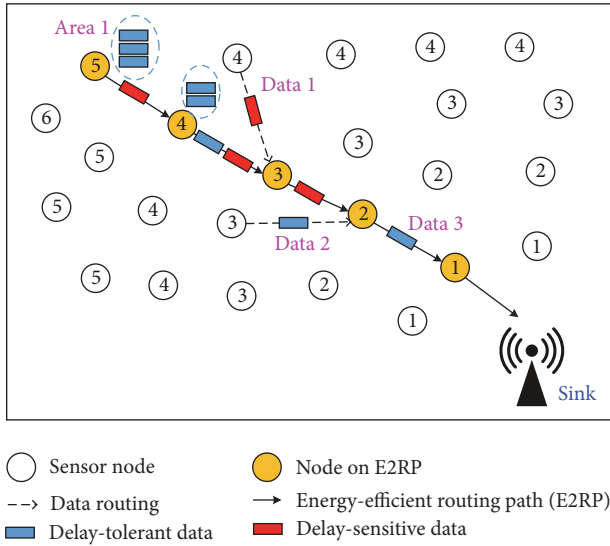 Area 1
5
4
4
4
4
Data 1
3
3
6
4
3
5
3
2
2
5
4
3
2
Data 3
Data 2
1
1
5
4
3
2
1
Sink
Sensor node
Node on E2RP
Data routing
Energy-efficient routing path (E2RP)
Delay-tolerant data
Delay-sensitive data